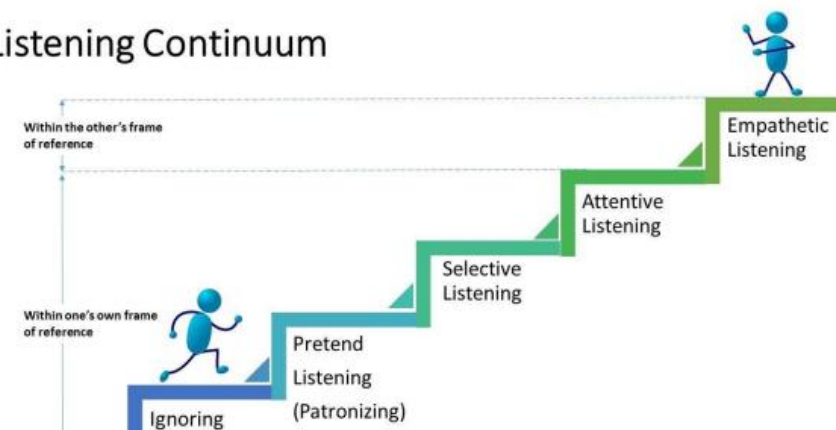 istening Continuum
Within the other's frame
of reference
Empathetic
Listening
Attentive
Listening
Selective
Listening
Within one's own frame
of reference
Pretend
Listening
(Patronizing)
Ignoring